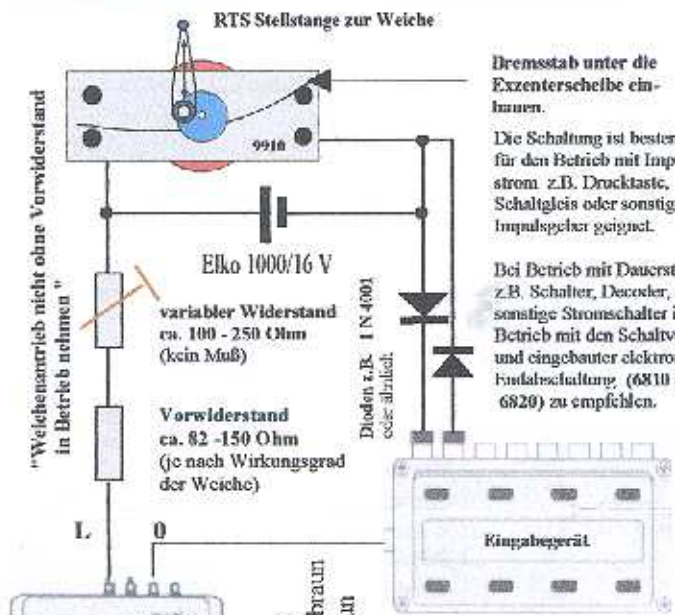 RTS Stellstange zur Weiche
Bremsstab unter die
Exzenterscheibe ein-
bauen.
9910
Die Schaltung ist besten
für den Betrieb mit Imp
strom z.B. Drucktaste,
Schaltgleis oder sonstig
Impulsgeber geignet.
Elko 1000/16 V
"Weichenantrieb nicht ohne Vorwiderstand
in Betrieb nehmen"
variabler Widerstand
ca. 100 - 250 Ohm
(kein Muß)
Dioden z.B. 1 N 4001
oder ähnlich
Bei Betrieb mit Dauerst
z.B. Schalter, Decoder,
sonstige Stromschalter i
Betrieb mit den Schaltv
und eingebauter elektro
Endabschaltung (6810
6820) zu empfehlen.
Vorwiderstand
ca. 82 -150 Ohm
(je nach Wirkungsgrad
der Weiche)
L
0
Eingabegerät
braun